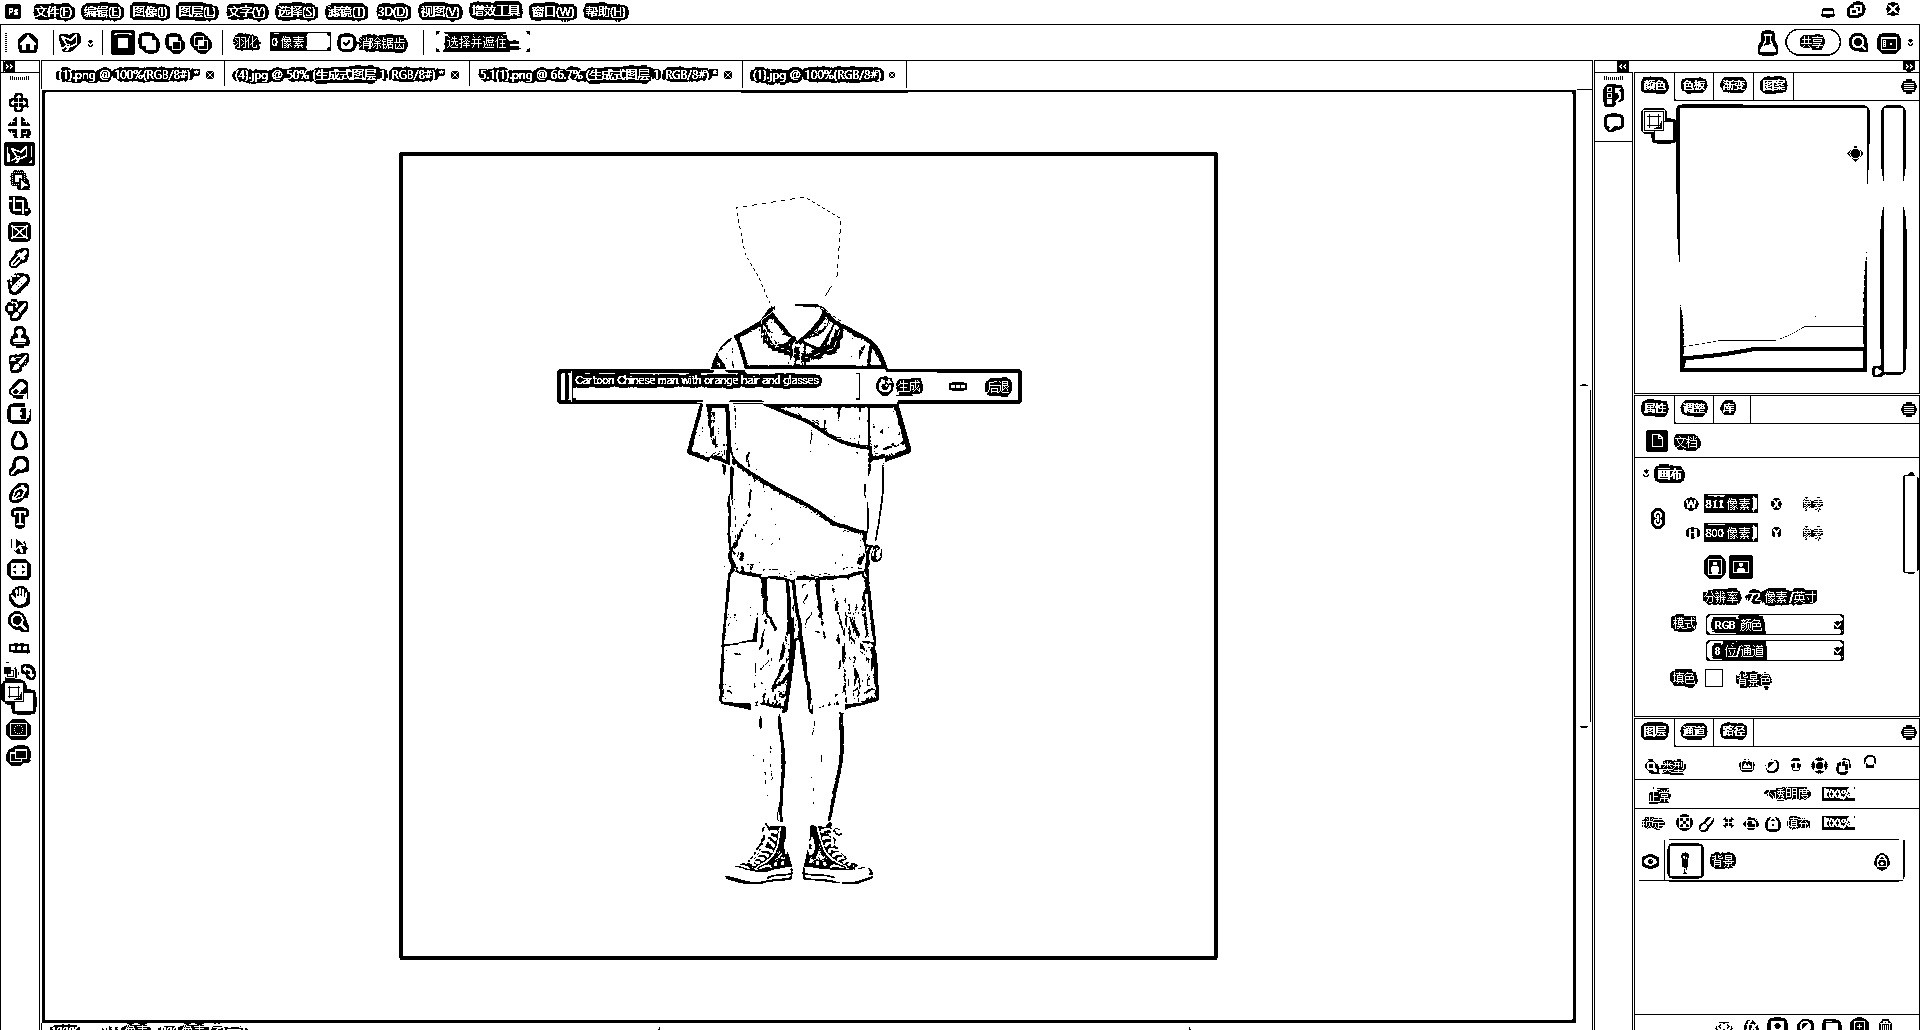 Ps 文件(F) 编辑(E) 图像(I) 图层(L) 文字(Y) 选择(S) 滤镜(T) 3D(D) 视图(V) 增效工具 窗口(W) 帮助(H)
羽化 0 像素 消除锯齿 选择并遮住 共享
(1).png @ 100%(RGB/8#)* (4).jpg @ 50% (生成式图层 1, RGB/8#)* 5.1(1).png @ 66.7% (生成式图层 1, RGB/8#)* (1).jpg @ 100%(RGB/8#)
颜色 色板 渐变 图案
Cartoon Chinese man with orange hair and glasses 生成 后退
属性 调整 库
文档
画布
W 811 像素 X 像素
H 800 像素 Y 像素
分辨率: 72 像素/英寸
模式 RGB 颜色
8 位/通道
填色 背景色
图层 通道 路径
类型
正常 不透明度 100%
锁定 填充 100%
背景